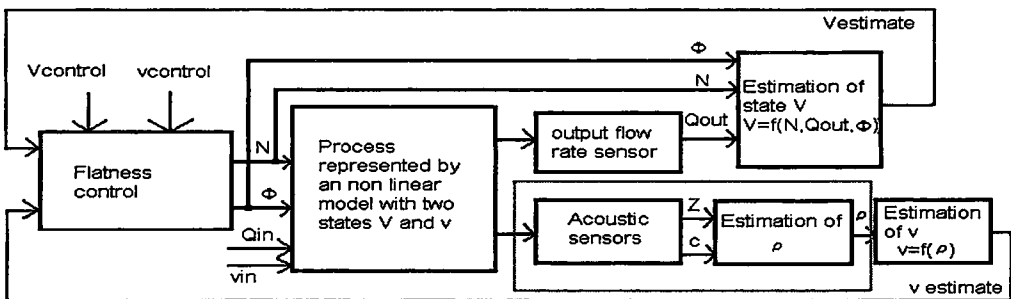 Vestimate
Vcontrol
vcontrol
Φ
N
Estimation of
state V
V=f(N,Qout,Φ)
Flatness
control
N
Φ
Qin
vin
Process
represented by
an non linear
model with two
states V and v
output flow
rate sensor
Qout
Acoustic
sensors
Z
c
Estimation of
ρ
ρ
Estimation
of v
v=f(ρ)
v estimate